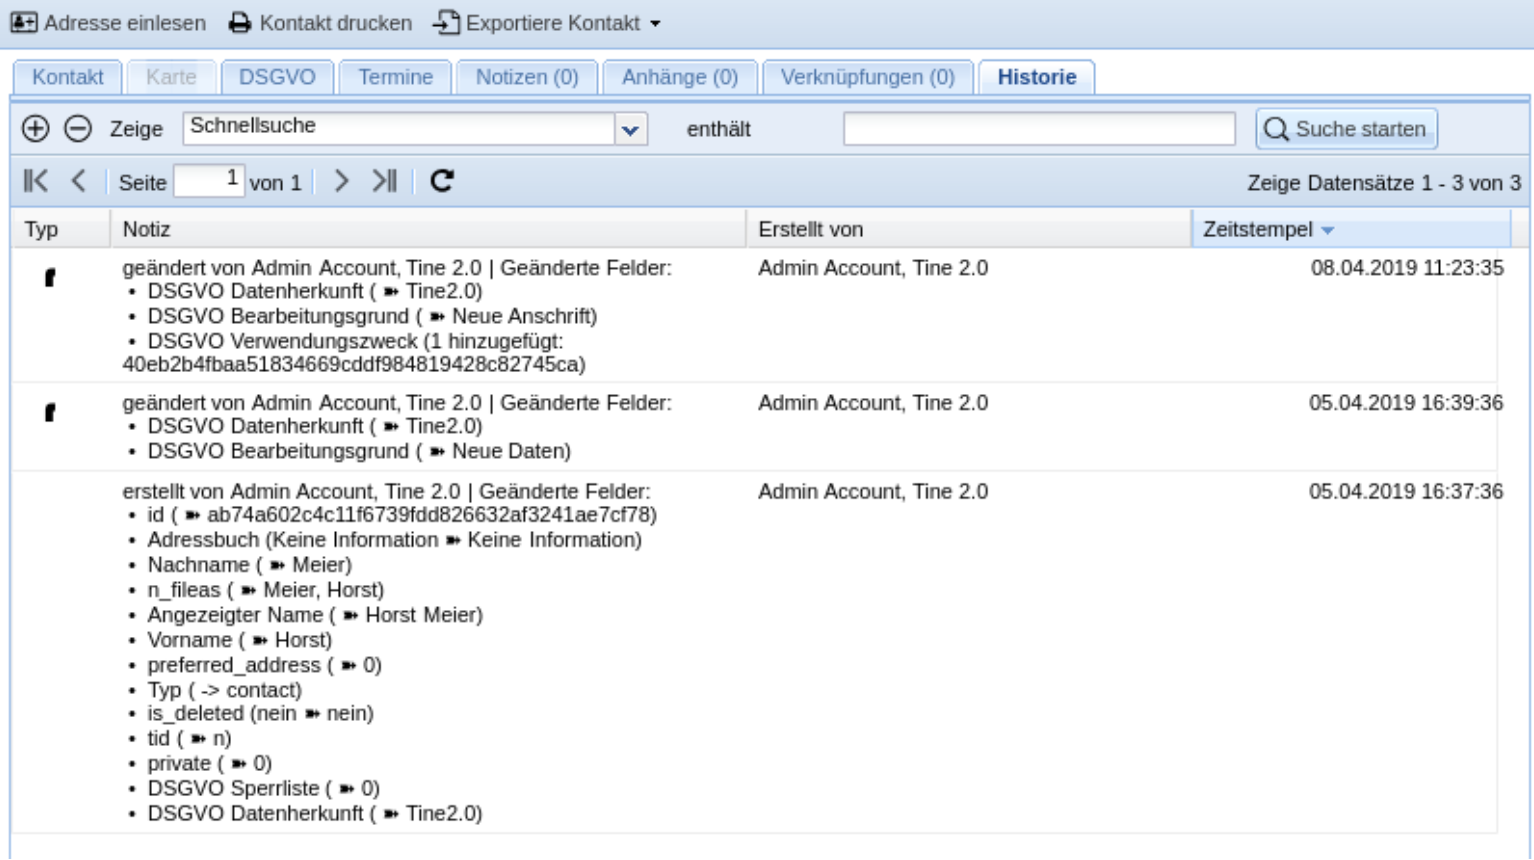 Adresse einlesen Kontakt drucken Exportiere Kontakt
Kontakt Karte DSGVO Termine Notizen (0) Anhänge (0) Verknüpfungen (0) Historie
Zeige Schnellsuche enthält Suche starten
Seite 1 von 1 Zeige Datensätze 1 - 3 von 3
Typ Notiz Erstellt von Zeitstempel
geändert von Admin Account, Tine 2.0 | Geänderte Felder: Admin Account, Tine 2.0 08.04.2019 11:23:35
• DSGVO Datenherkunft ( ➽ Tine2.0)
• DSGVO Bearbeitungsgrund ( ➽ Neue Anschrift)
• DSGVO Verwendungszweck (1 hinzugefügt:
40eb2b4fbaa51834669cddf984819428c82745ca)
geändert von Admin Account, Tine 2.0 | Geänderte Felder: Admin Account, Tine 2.0 05.04.2019 16:39:36
• DSGVO Datenherkunft ( ➽ Tine2.0)
• DSGVO Bearbeitungsgrund ( ➽ Neue Daten)
erstellt von Admin Account, Tine 2.0 | Geänderte Felder: Admin Account, Tine 2.0 05.04.2019 16:37:36
• id ( ➽ ab74a602c4c11f6739fdd826632af3241ae7cf78)
• Adressbuch (Keine Information ➽ Keine Information)
• Nachname ( ➽ Meier)
• n_fileas ( ➽ Meier, Horst)
• Angezeigter Name ( ➽ Horst Meier)
• Vorname ( ➽ Horst)
• preferred_address ( ➽ 0)
• Typ ( -> contact)
• is_deleted (nein ➽ nein)
• tid ( ➽ n)
• private ( ➽ 0)
• DSGVO Sperrliste ( ➽ 0)
• DSGVO Datenherkunft ( ➽ Tine2.0)